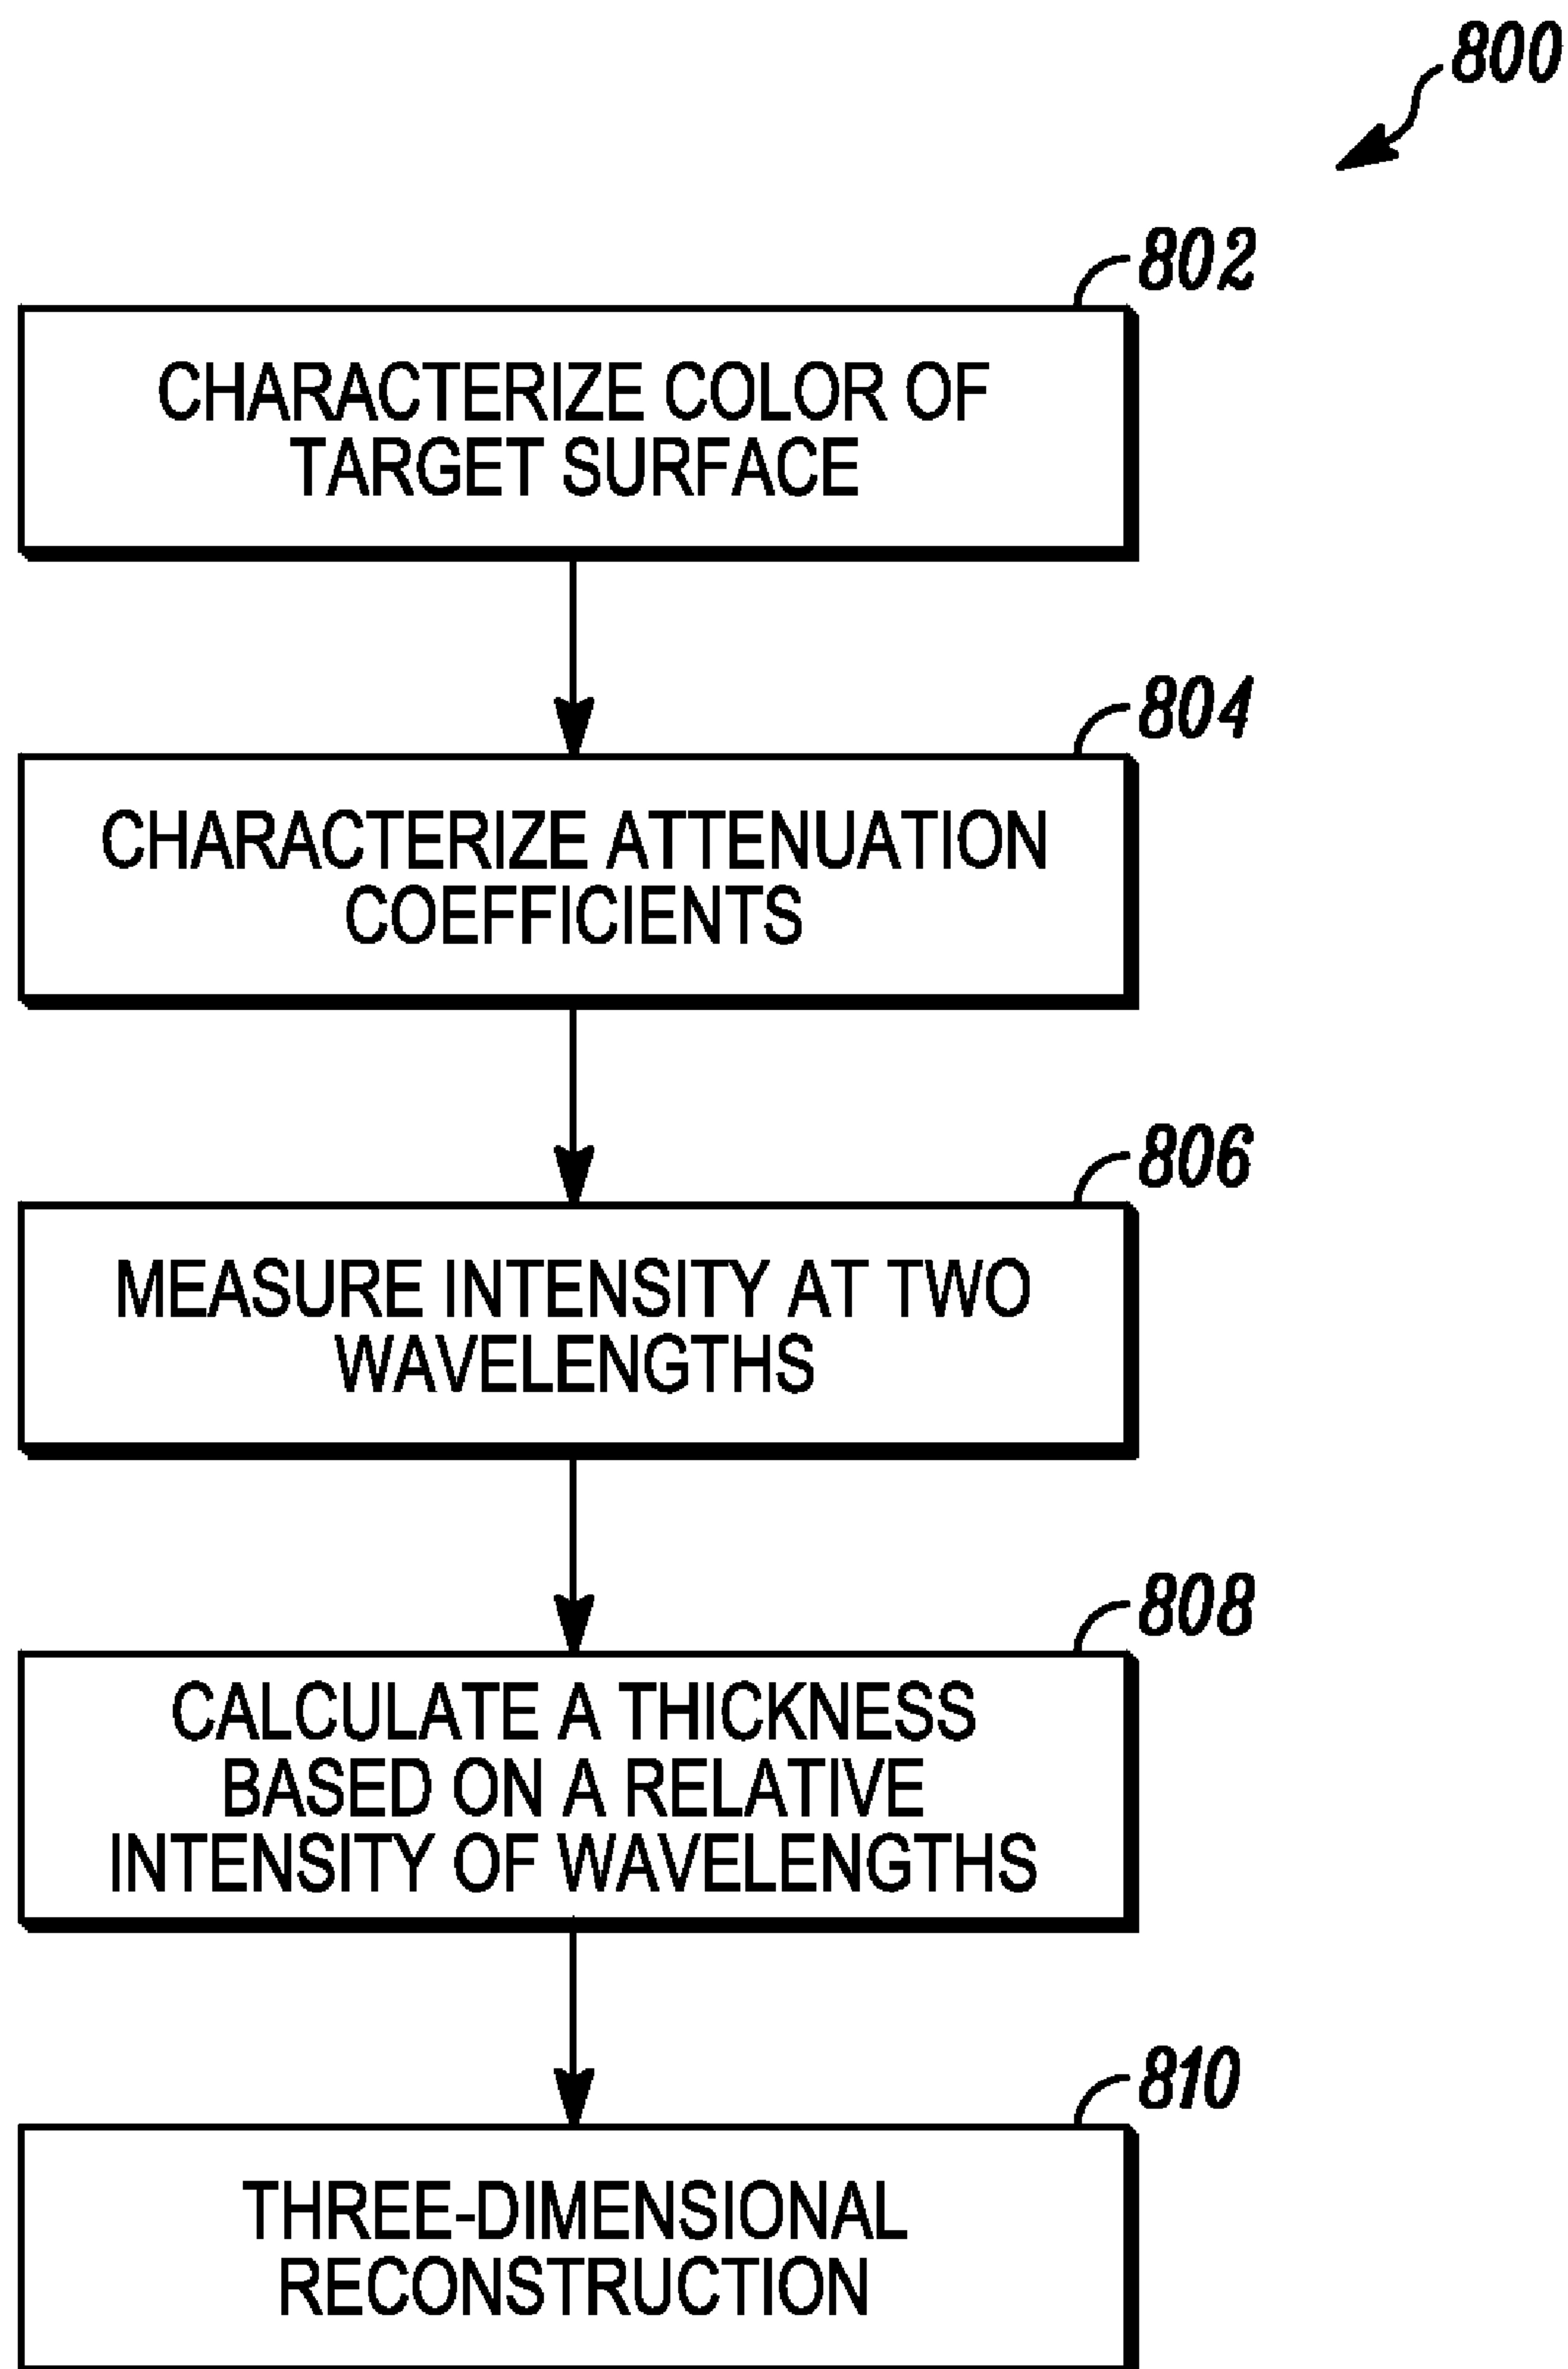 800
802
CHARACTERIZE COLOR OF
TARGET SURFACE
804
CHARACTERIZE ATTENUATION
COEFFICIENTS
806
MEASURE INTENSITY AT TWO
WAVELENGTHS
808
CALCULATE A THICKNESS
BASED ON A RELATIVE
INTENSITY OF WAVELENGTHS
810
THREE-DIMENSIONAL
RECONSTRUCTION